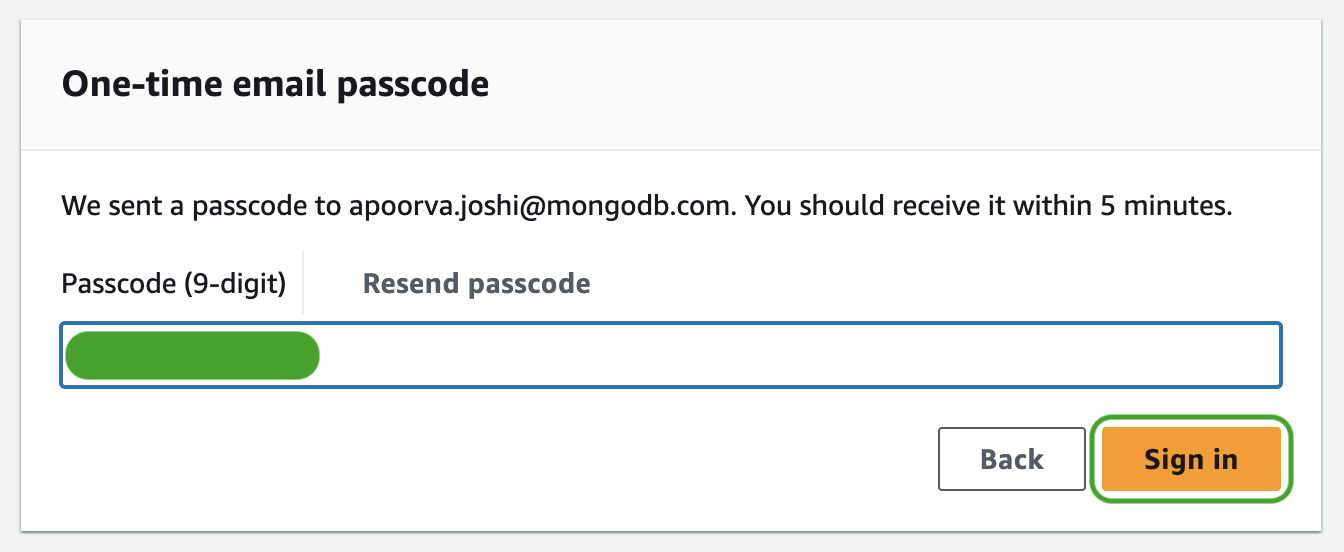 One-time email passcode
We sent a passcode to apoorva.joshi@mongodb.com. You should receive it within 5 minutes.
Passcode (9-digit) Resend passcode
Back Sign in